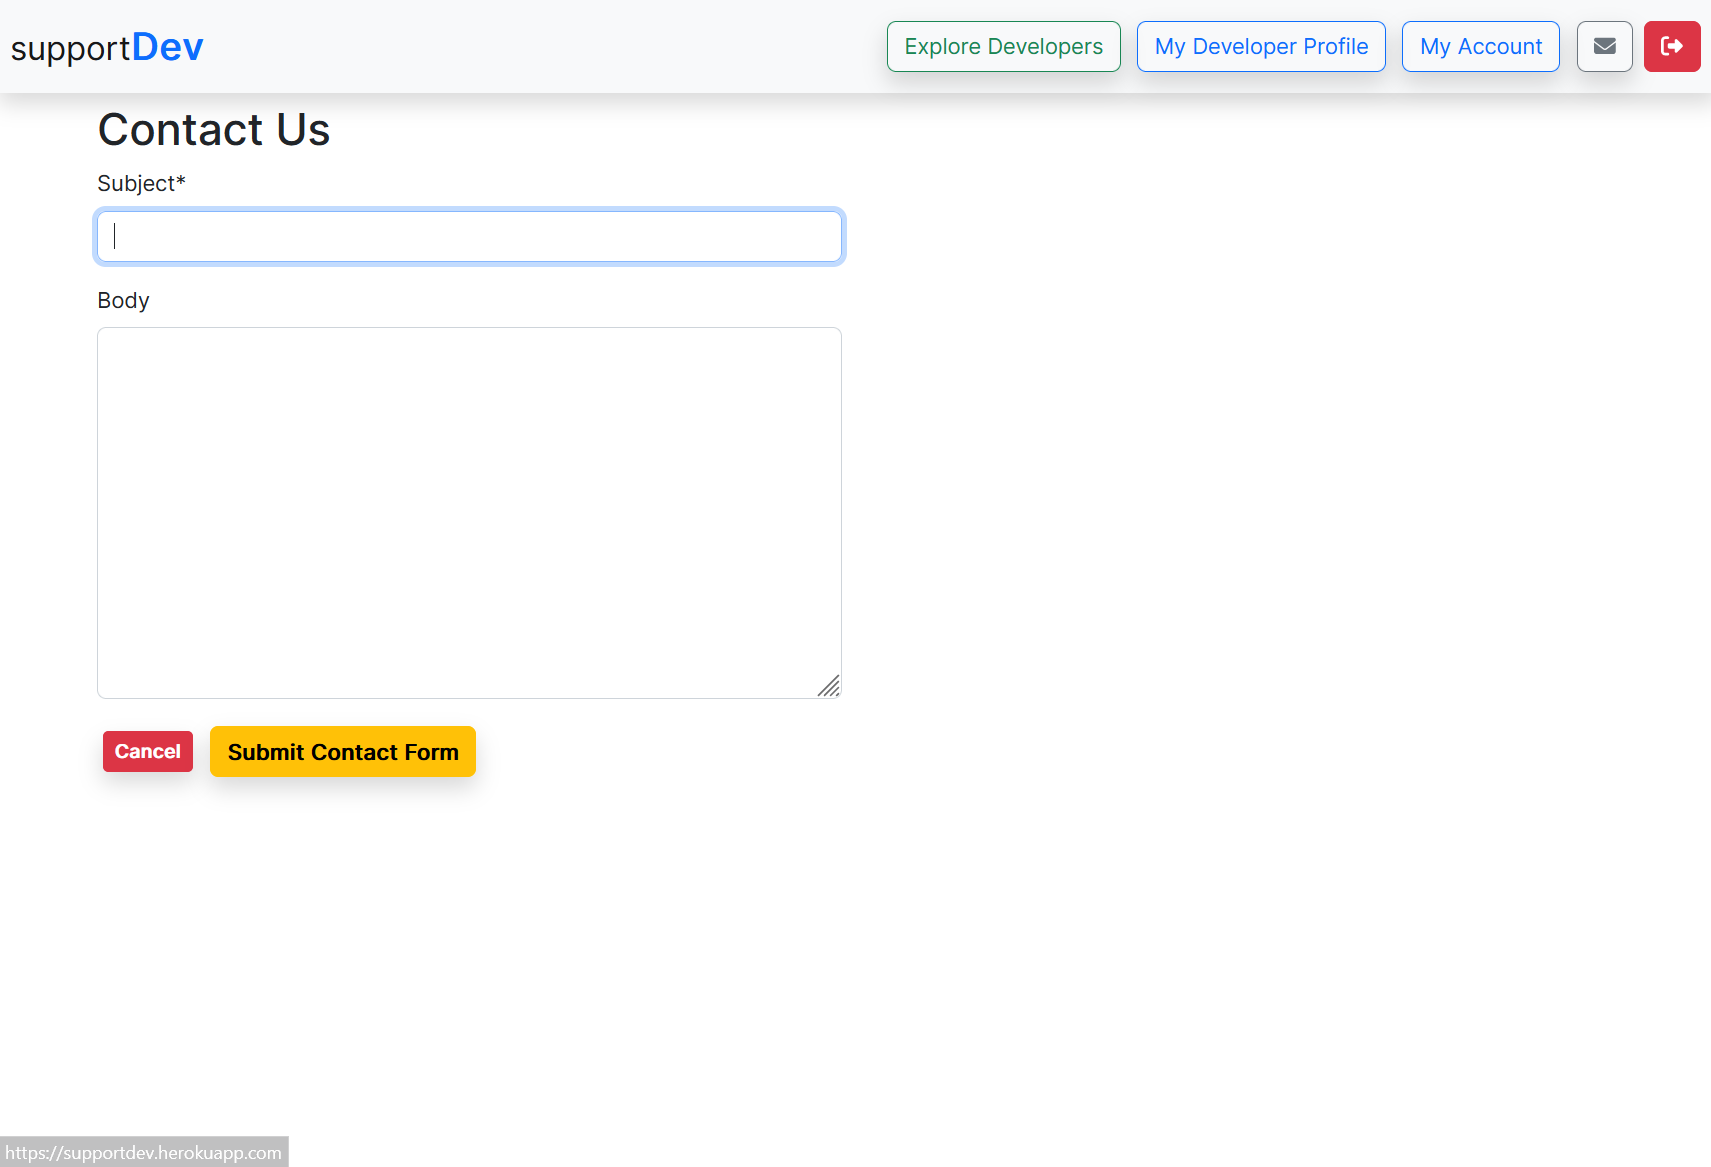 supportDev
Explore Developers
My Developer Profile
My Account
Contact Us
Subject*
Body
Cancel
Submit Contact Form
https://supportdev.herokuapp.com